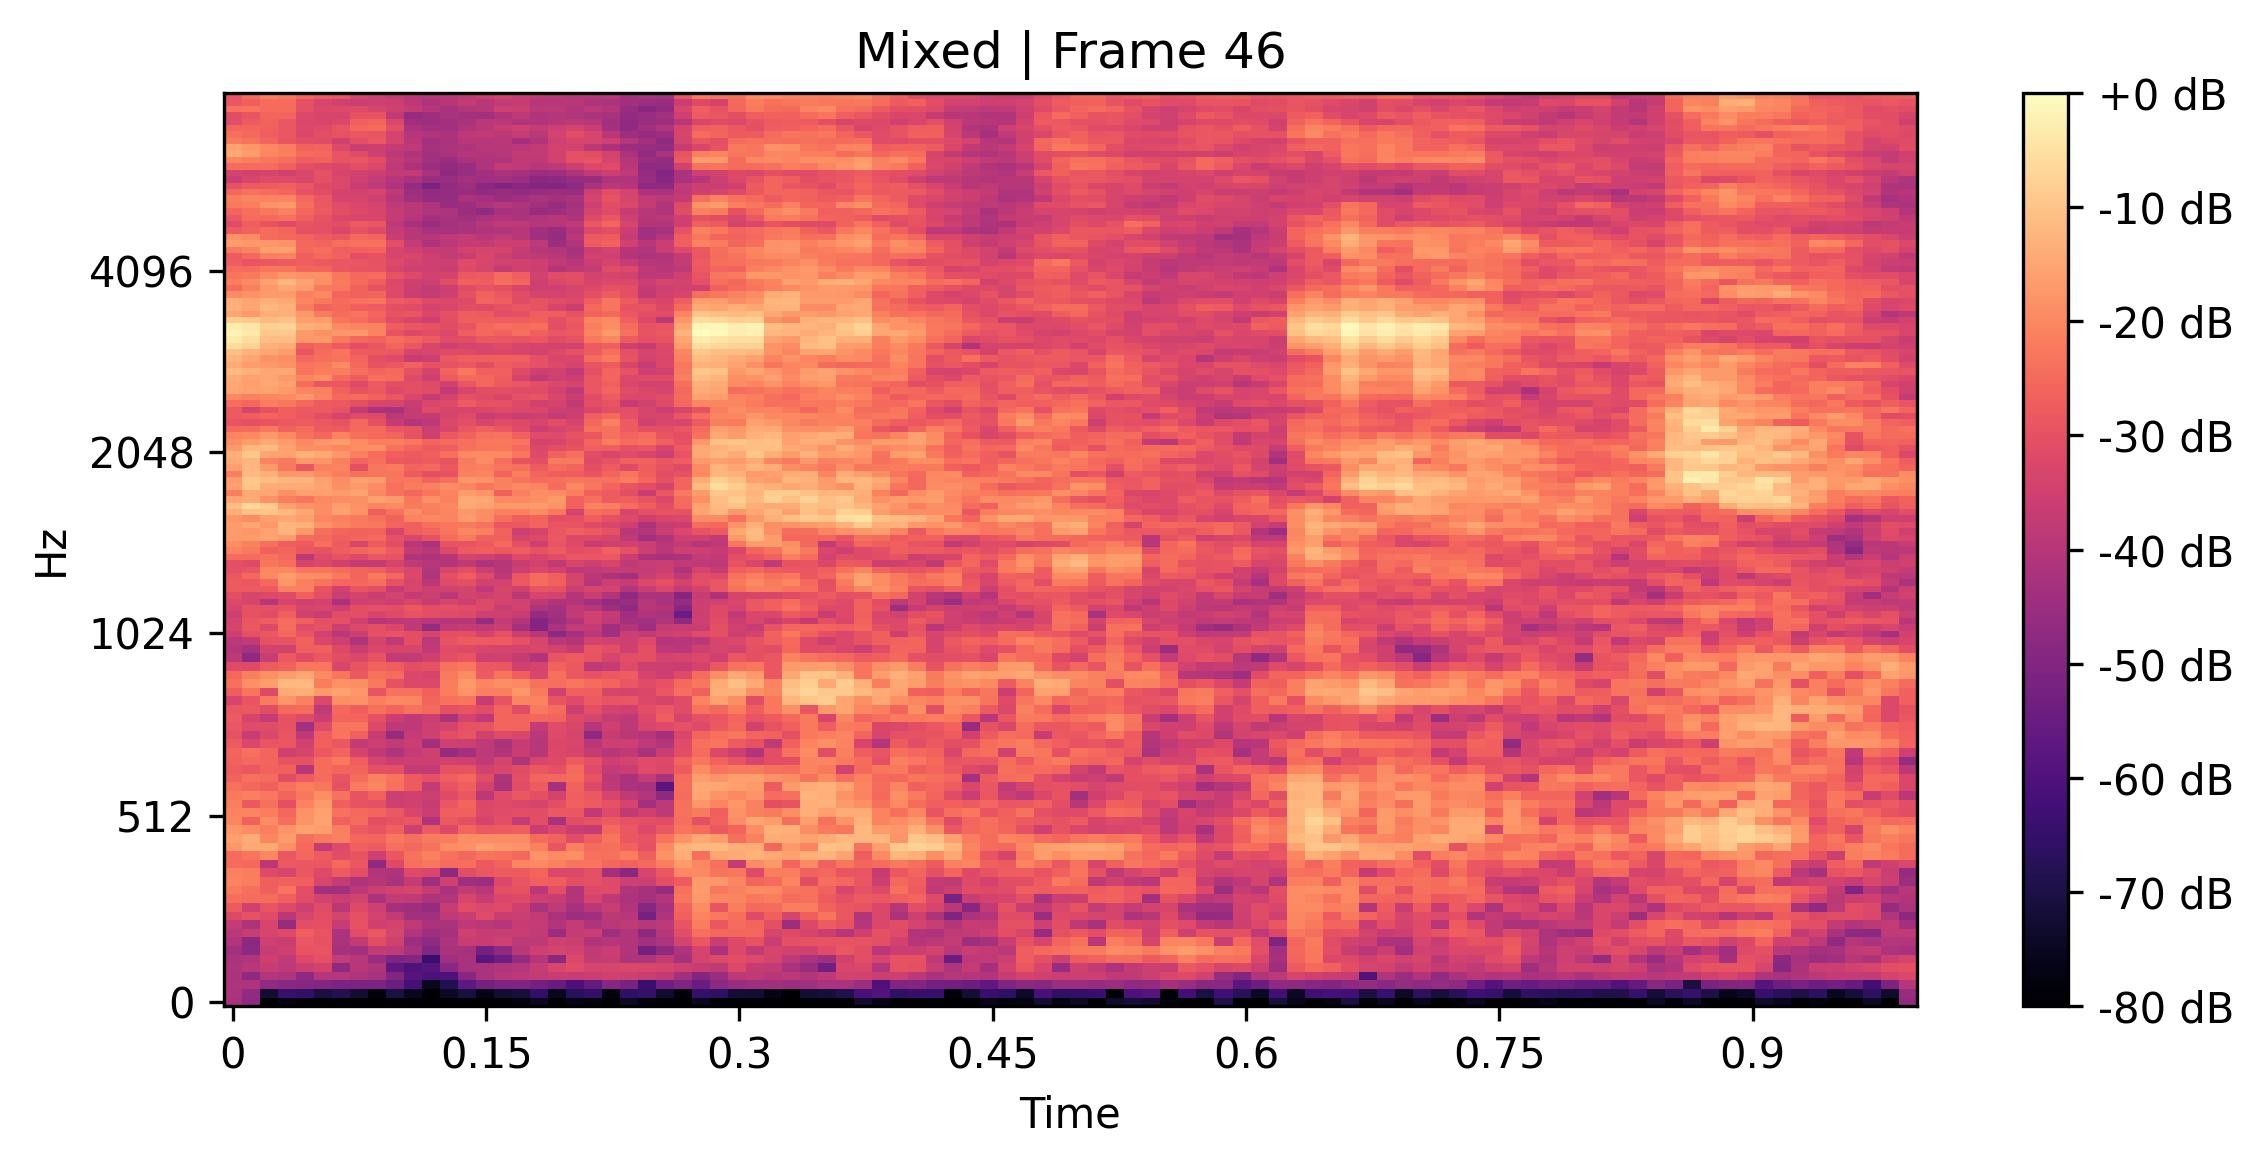 Mixed | Frame 46
Hz
4096
2048
1024
512
0
0 0.15 0.3 0.45 0.6 0.75 0.9
Time
+0 dB
-10 dB
-20 dB
-30 dB
-40 dB
-50 dB
-60 dB
-70 dB
-80 dB